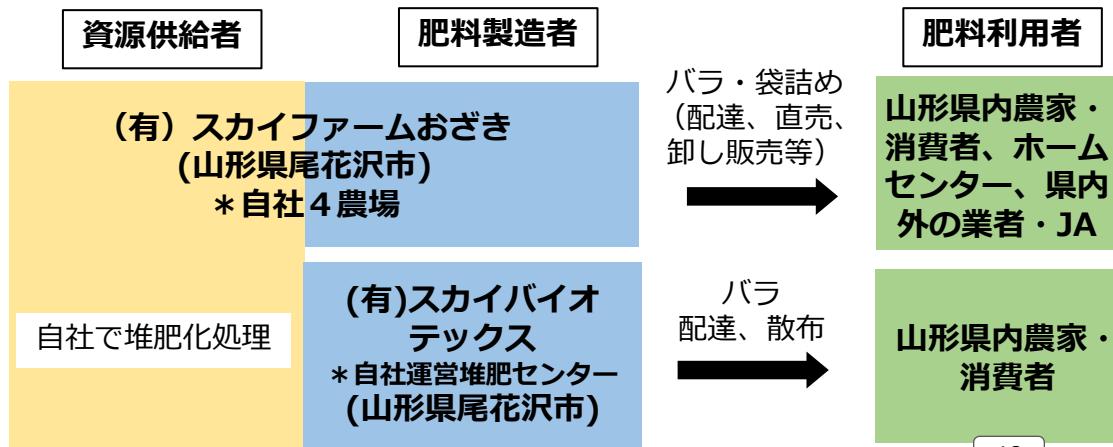 資源供給者
肥料製造者
肥料利用者
（有）スカイファームおざき
(山形県尾花沢市)
＊自社４農場
バラ・袋詰め
（配達、直売、
卸し販売等）
山形県内農家・
消費者、ホーム
センター、県内
外の業者・JA
自社で堆肥化処理
(有)スカイバイオ
テックス
＊自社運営堆肥センター
(山形県尾花沢市)
バラ
配達、散布
山形県内農家・
消費者